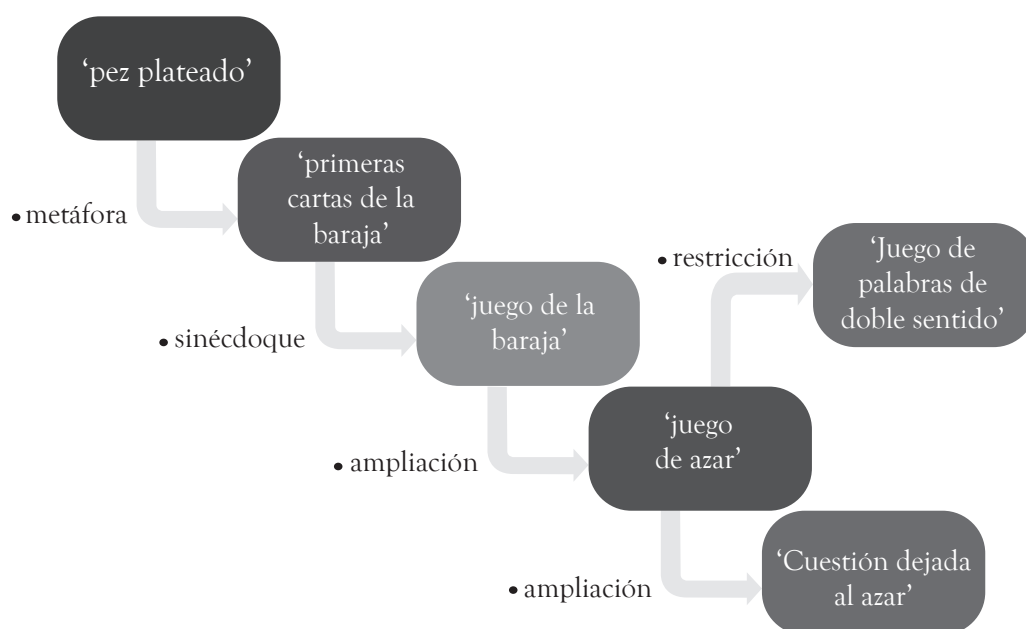 ‘pez plateado’
• metáfora
‘primeras
cartas de la
baraja’
• sinécdoque
‘juego de la
baraja’
• ampliación
‘juego
de azar’
• restricción
‘Juego de
palabras de
doble sentido’
• ampliación
‘Cuestión dejada
al azar’